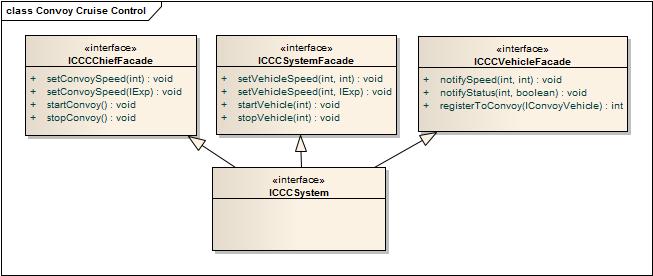 class Convoy Cruise Control
«interface»
ICCCChiefFacade
+ setConvoySpeed(int) : void
+ setConvoySpeed(IExp) : void
+ startConvoy() : void
+ stopConvoy() : void
«interface»
ICCCSystemFacade
+ setVehicleSpeed(int, int) : void
+ setVehicleSpeed(int, IExp) : void
+ startVehicle(int) : void
+ stopVehicle(int) : void
«interface»
ICCCVehicleFacade
+ notifySpeed(int, int) : void
+ notifyStatus(int, boolean) : void
+ registerToConvoy(IConvoyVehicle) : int
«interface»
ICCCSystem